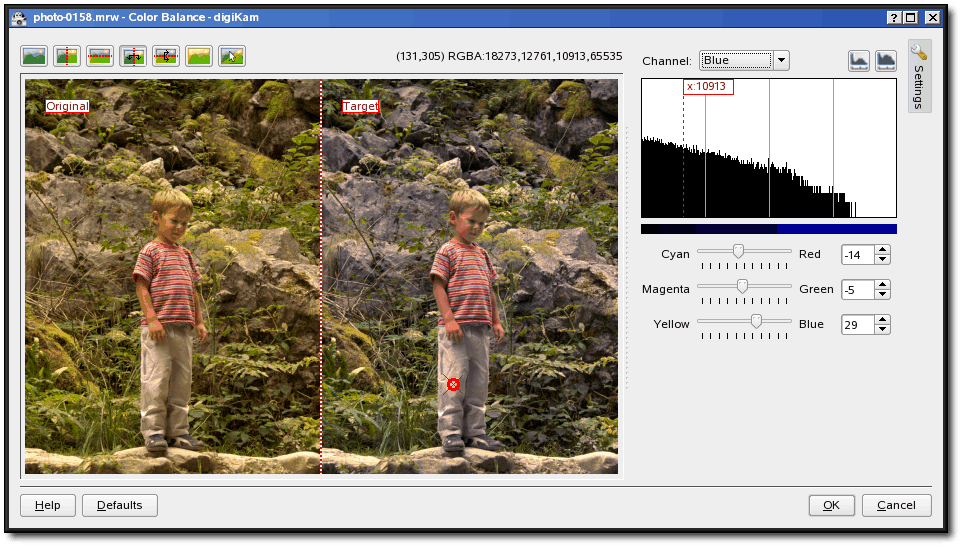 photo-0158.mrw - Color Balance - digiKam
(131,305) RGBA:18273,12761,10913,65535
Original
Target
Channel: Blue
x:10913
Settings
Cyan Red -14
Magenta Green -5
Yellow Blue 29
Help Defaults OK Cancel